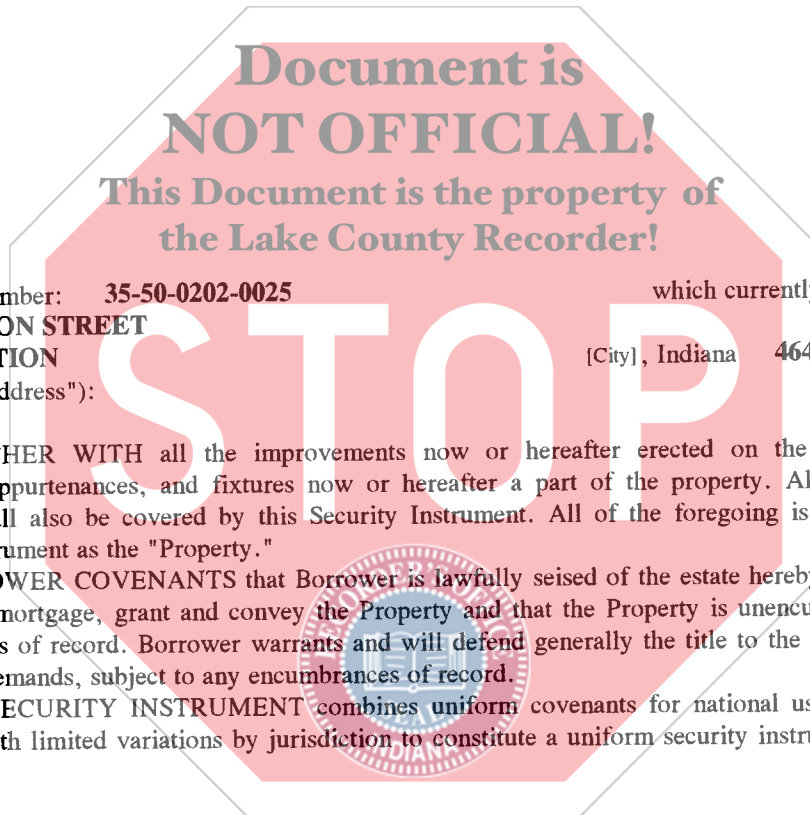 Document is
NOT OFFICIAL!
This Document is the property of
the Lake County Recorder!
STOP
mber: 35-50-0202-0025 which currently
ON STREET
TION [City], Indiana 464
ddress"):
HER WITH all the improvements now or hereafter erected on the
ppurtenances, and fixtures now or hereafter a part of the property. Al
ll also be covered by this Security Instrument. All of the foregoing is
rument as the "Property."
OWER COVENANTS that Borrower is lawfully seised of the estate hereby
mortgage, grant and convey the Property and that the Property is unencu
s of record. Borrower warrants and will defend generally the title to the
emands, subject to any encumbrances of record.
ECURITY INSTRUMENT combines uniform covenants for national us
th limited variations by jurisdiction to constitute a uniform security instru
SEAL
INDIANA